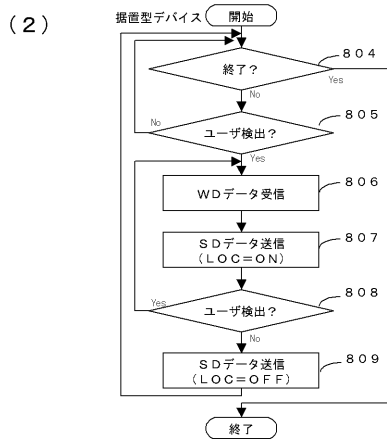 (2)
据置型デバイス
開始
終了?
804
Yes
No
ユーザ検出?
805
No
Yes
WDデータ受信
806
SDデータ送信
(LOC=ON)
807
ユーザ検出?
808
Yes
No
SDデータ送信
(LOC=OFF)
809
終了